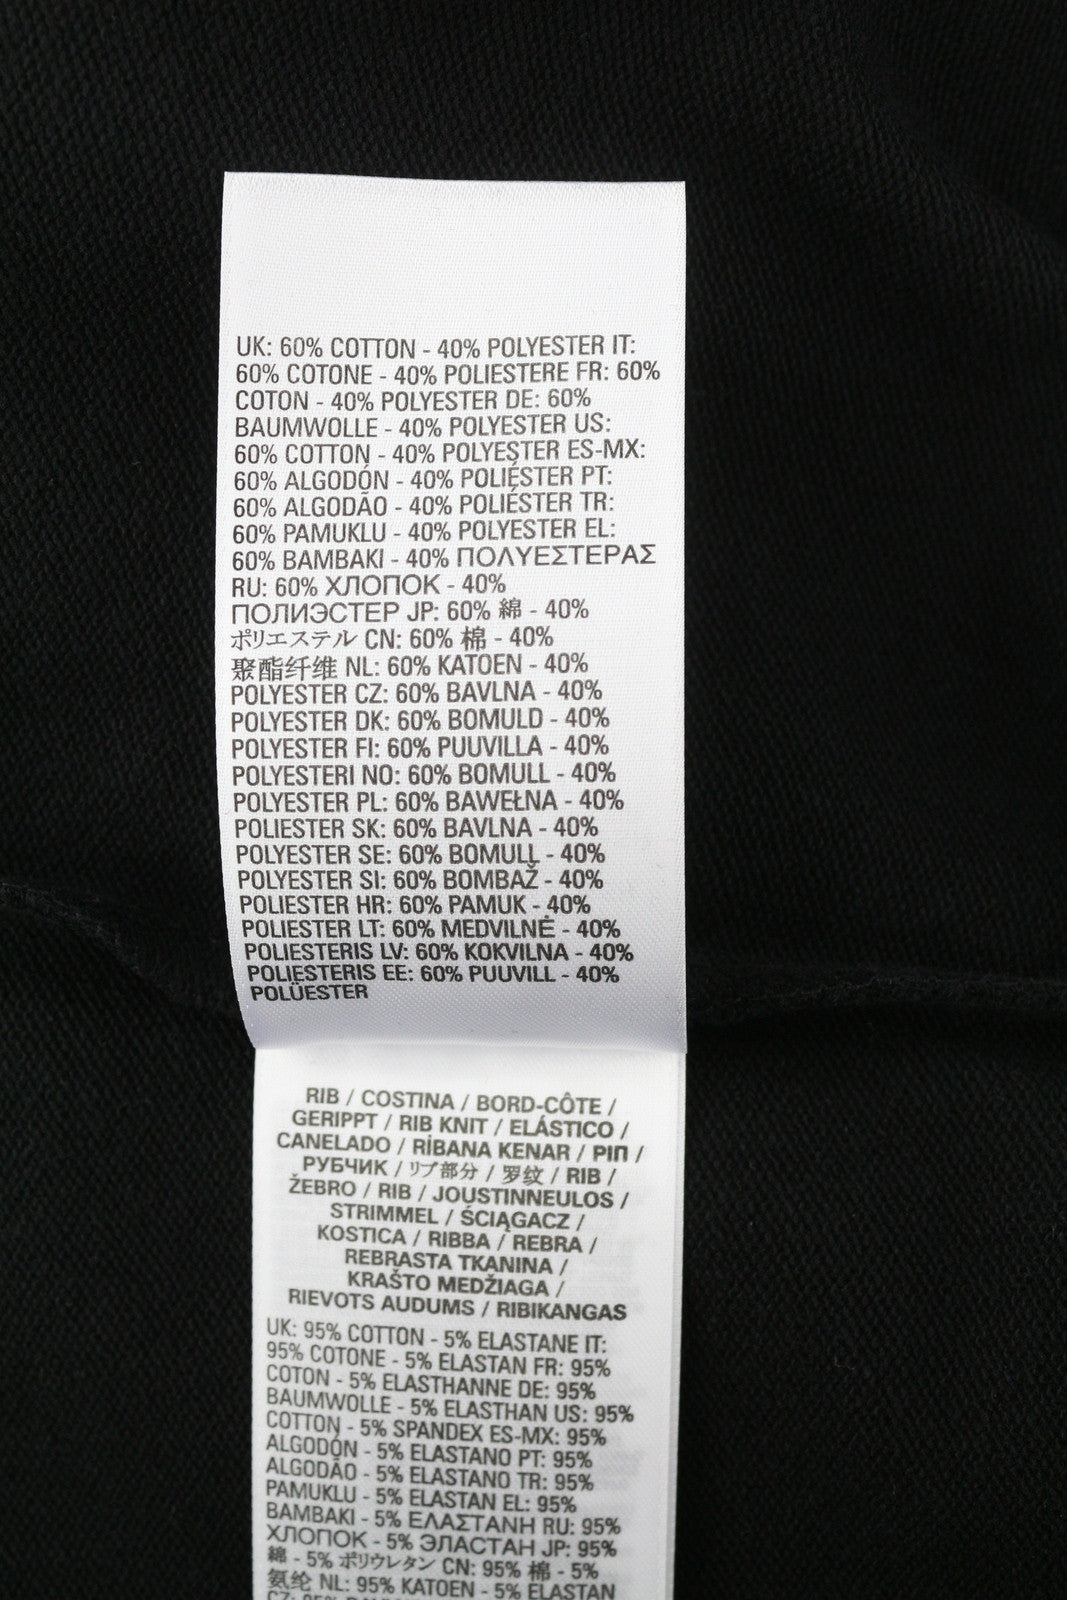 UK: 60% COTTON - 40% POLYESTER IT:
60% COTONE - 40% POLIESTERE FR: 60%
COTON - 40% POLYESTER DE: 60%
BAUMWOLLE - 40% POLYESTER US:
60% COTTON - 40% POLYESTER ES-MX:
60% ALGODÓN - 40% POLIÉSTER PT:
60% ALGODÃO - 40% POLIÉSTER TR:
60% PAMUKLU - 40% POLYESTER EL:
60% BAMBAKI - 40% ΠΟΛΥΕΣΤΕΡΑΣ
RU: 60% ХЛОПОК - 40%
ПОЛИЭСТЕР JP: 60% 綿 - 40%
ポリエステル CN: 60% 棉 - 40%
聚酯纤维 NL: 60% KATOEN - 40%
POLYESTER CZ: 60% BAVLNA - 40%
POLYESTER DK: 60% BOMULD - 40%
POLYESTER FI: 60% PUUVILLA - 40%
POLYESTERI NO: 60% BOMULL - 40%
POLYESTER PL: 60% BAWEŁNA - 40%
POLIESTER SK: 60% BAVLNA - 40%
POLYESTER SE: 60% BOMULL - 40%
POLYESTER SI: 60% BOMBAŽ - 40%
POLIESTER HR: 60% PAMUK - 40%
POLIESTER LT: 60% MEDVILNĖ - 40%
POLIESTERIS LV: 60% KOKVILNA - 40%
POLIESTERIS EE: 60% PUUVILL - 40%
POLÜESTER
RIB / COSTINA / BORD-CÔTE /
GERIPPT / RIB KNIT / ELÁSTICO /
CANELADO / RİBANA KENAR / ΡΙΠ /
РУБЧИК / リブ部分 / 罗纹 / RIB /
ŽEBRO / RIB / JOUSTINNEULOS /
STRIMMEL / ŚCIĄGACZ /
KOSTICA / RIBBA / REBRA /
REBRASTA TKANINA /
KRAŠTO MEDŽIAGA /
RIEVOTS AUDUMS / RIBIKANGAS
UK: 95% COTTON - 5% ELASTANE IT:
95% COTONE - 5% ELASTAN FR: 95%
COTON - 5% ELASTHANNE DE: 95%
BAUMWOLLE - 5% ELASTHAN US: 95%
COTTON - 5% SPANDEX ES-MX: 95%
ALGODÓN - 5% ELASTANO PT: 95%
ALGODÃO - 5% ELASTANO TR: 95%
PAMUKLU - 5% ELASTAN EL: 95%
BAMBAKI - 5% ΕΛΑΣΤΑΝΗ RU: 95%
ХЛОПОК - 5% ЭЛАСТАН JP: 95%
綿 - 5% ポリウレタン CN: 95% 棉 - 5%
氨纶 NL: 95% KATOEN - 5% ELASTAN